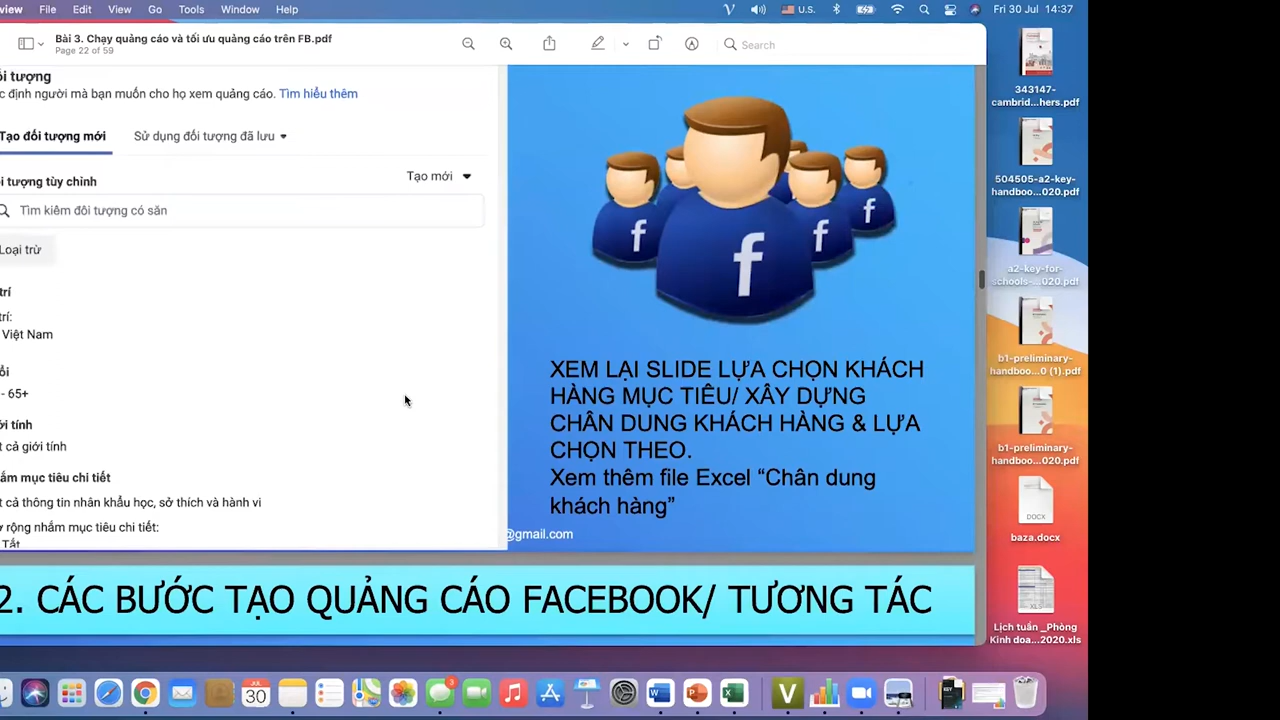 view File Edit View Go Tools Window Help U.S. Fri 30 Jul 14:37
Bài 3. Chạy quảng cáo và tối ưu quảng cáo trên FB.pdf
Page 22 of 59
Search
ối tượng
c định người mà bạn muốn cho họ xem quảng cáo. Tìm hiểu thêm
Tạo đối tượng mới Sử dụng đối tượng đã lưu
ối tượng tùy chỉnh Tạo mới
Tìm kiếm đối tượng có sẵn
Loại trừ
trí
trí:
Việt Nam
ổi
- 65+
ới tính
t cả giới tính
ắm mục tiêu chi tiết
t cả thông tin nhân khẩu học, sở thích và hành vi
ở rộng nhắm mục tiêu chi tiết:
Tắt
f f f f
XEM LẠI SLIDE LỰA CHỌN KHÁCH
HÀNG MỤC TIÊU/ XÂY DỰNG
CHÂN DUNG KHÁCH HÀNG & LỰA
CHỌN THEO.
Xem thêm file Excel “Chân dung
khách hàng”
@gmail.com
2. CÁC BƯỚC TẠO QUẢNG CÁO FACEBOOK/ TƯƠNG TÁC
343147-
cambrid...hers.pdf
504505-a2-key-
handboo...020.pdf
a2-key-for-
schools-...020.pdf
b1-preliminary-
handboo...0 (1).pdf
b1-preliminary-
handboo...020.pdf
DOCX
baza.docx
XLS
Lịch tuần _Phòng
Kinh doa...2020.xls
JUL
30
3